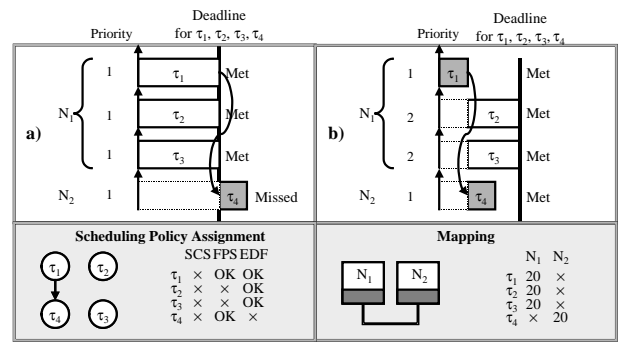 Deadline
Priority for τ₁, τ₂, τ₃, τ₄
1 τ₁ Met
N₁ 1 τ₂ Met
a)
1 τ₃ Met
N₂ 1 τ₄ Missed
Deadline
Priority for τ₁, τ₂, τ₃, τ₄
1 τ₁ Met
N₁ 2 τ₂ Met
b)
2 τ₃ Met
N₂ 1 τ₄ Met
Scheduling Policy Assignment
SCS FPS EDF
τ₁ × OK OK
τ₂ × × OK
τ₃ × × OK
τ₄ × OK ×
τ₁ τ₂
τ₄ τ₃
Mapping
N₁ N₂
N₁ N₂
τ₁ 20 ×
τ₂ 20 ×
τ₃ 20 ×
τ₄ × 20